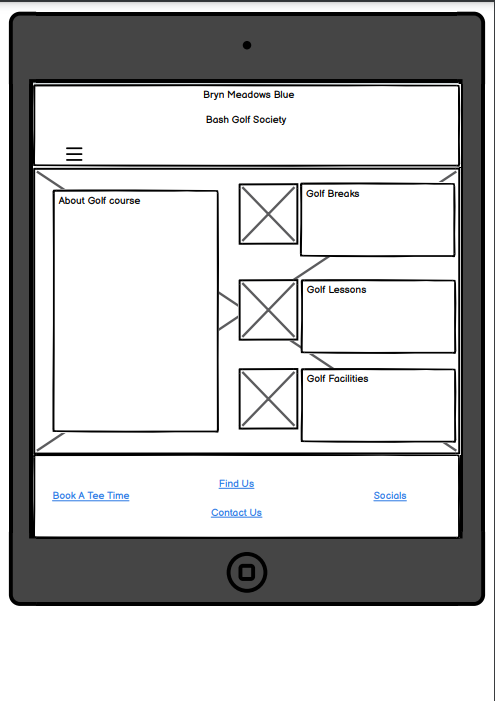 Bryn Meadows Blue
Bash Golf Society
About Golf course
Golf Breaks
Golf Lessons
Golf Facilities
Book A Tee Time
Find Us
Contact Us
Socials